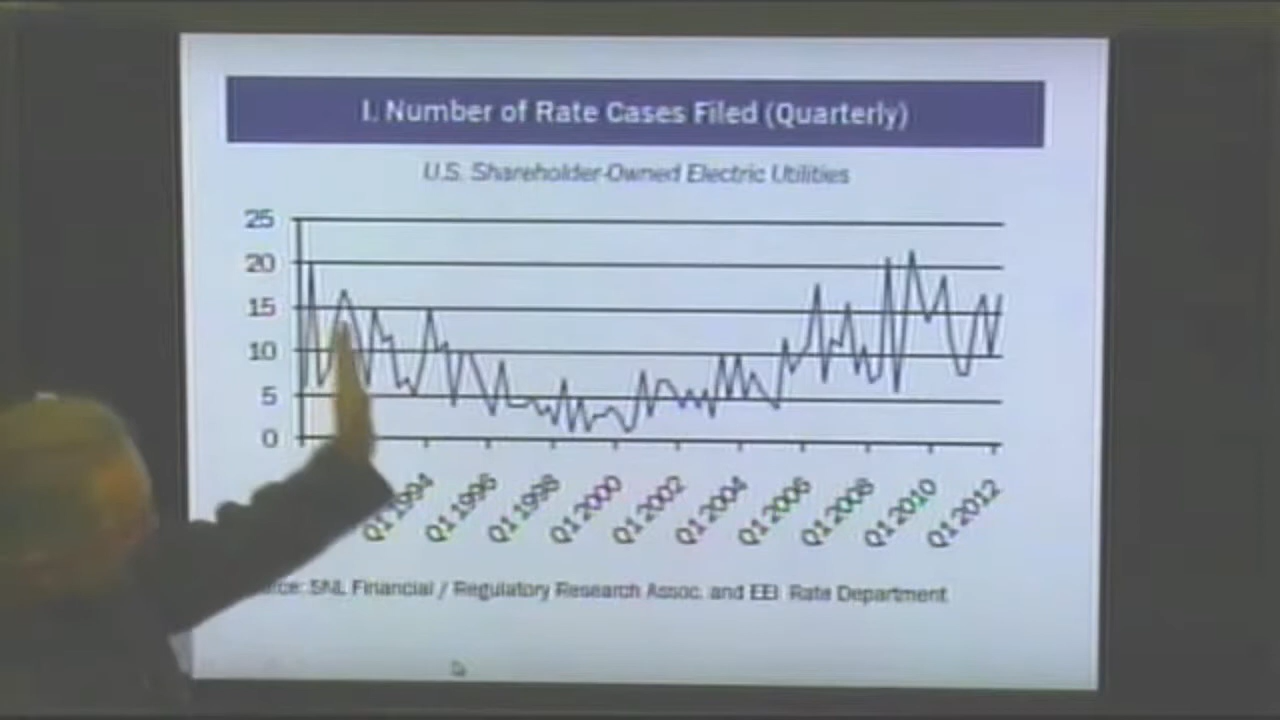 I. Number of Rate Cases Filed (Quarterly)
U.S. Shareholder-Owned Electric Utilities
25
20
15
10
5
0
Q1 1994
Q1 1996
Q1 1998
Q1 2000
Q1 2002
Q1 2004
Q1 2006
Q1 2008
Q1 2010
Q1 2012
SNL Financial / Regulatory Research Assoc. and EEI Rate Department